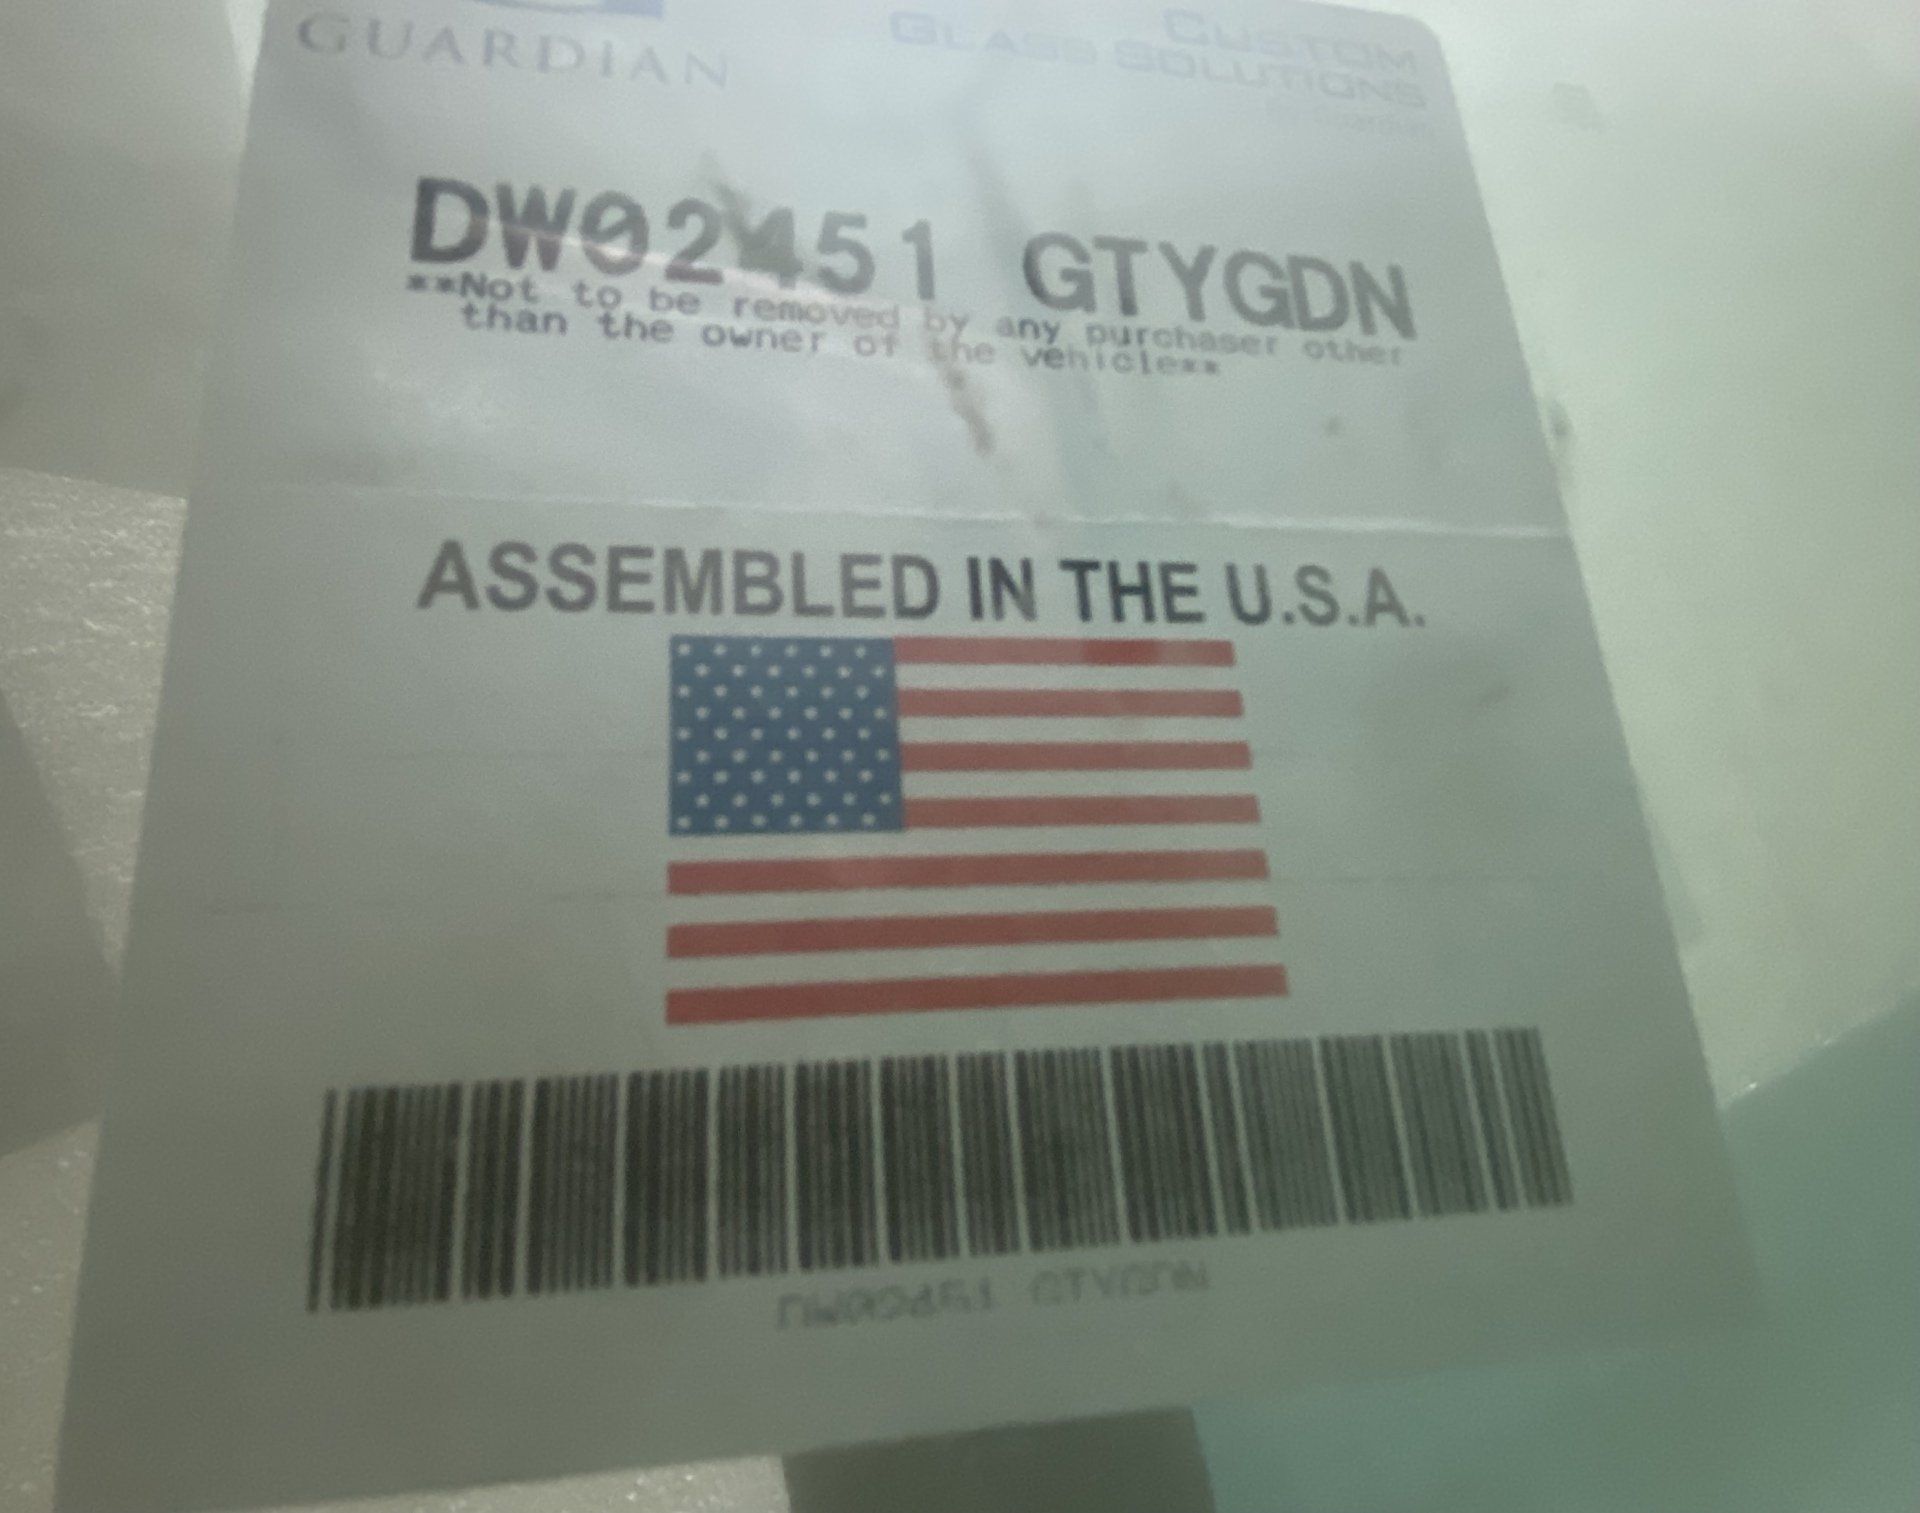 GUARDIAN
CUSTOM
GLASS SOLUTIONS
DW02451 GTYGDN
**Not to be removed by any purchaser other
than the owner of the vehicle**
ASSEMBLED IN THE U.S.A.
DW02451 GTYGDN